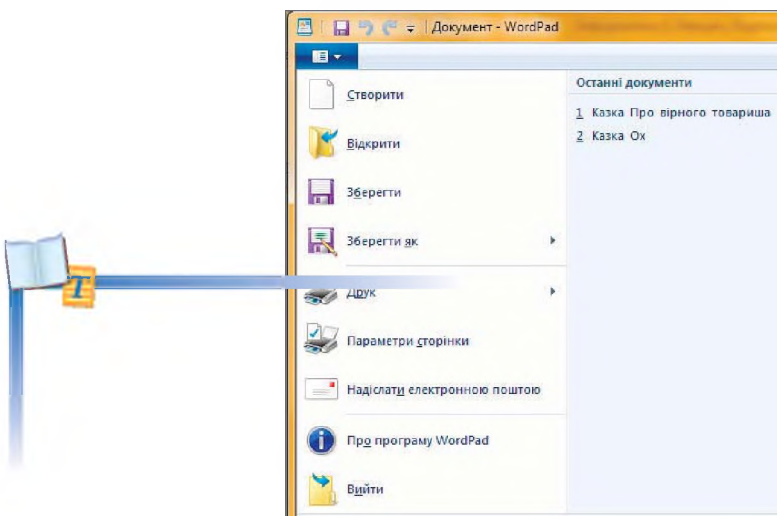 Документ - WordPad
Створити
Відкрити
Зберегти
Зберегти як
Друк
Параметри сторінки
Надіслати електронною поштою
Про програму WordPad
Вийти
Останні документи
1 Казка Про вірного товариша
2 Казка Ох
T